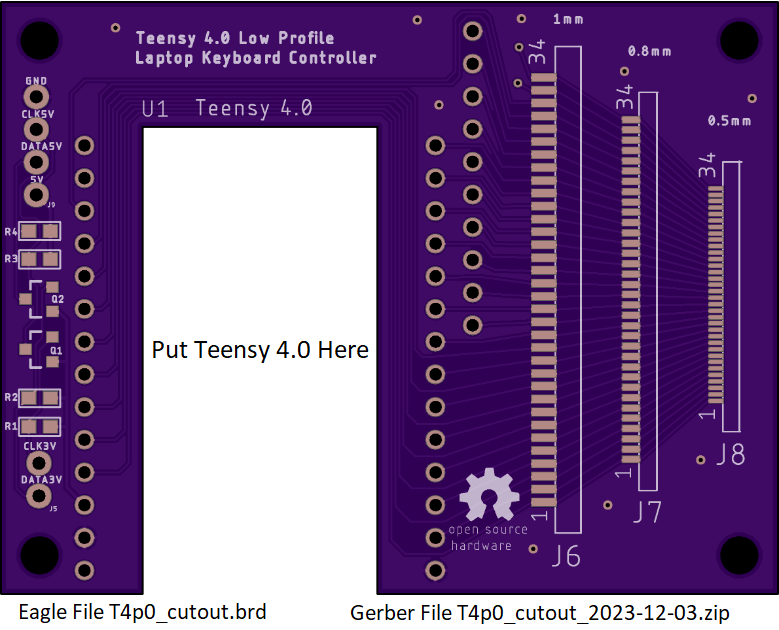 Teensy 4.0 Low Profile
Laptop Keyboard Controller
U1 Teensy 4.0
GND
CLK5V
DATA5V
5V
J9
R4
R3
Q2
Q1
R2
R1
CLK3V
DATA3V
J5
Put Teensy 4.0 Here
1mm
34
1
J6
0.8mm
34
1
J7
0.5mm
34
1
J8
open source
hardware
Eagle File T4p0_cutout.brd
Gerber File T4p0_cutout_2023-12-03.zip